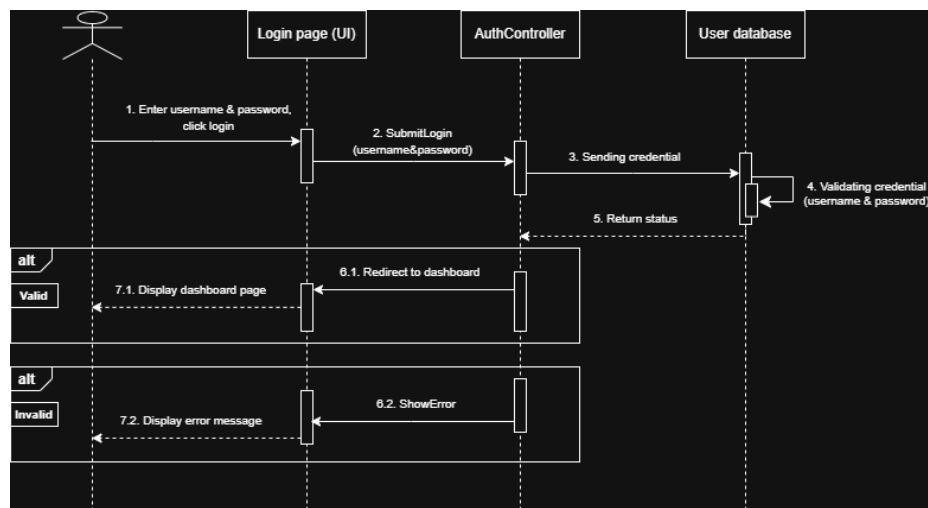 Login page (UI)
AuthController
User database
1. Enter username & password,
click login
2. SubmitLogin
(username&password)
3. Sending credential
4. Validating credential
(username & password)
5. Return status
alt
Valid
6.1. Redirect to dashboard
7.1. Display dashboard page
alt
Invalid
6.2. ShowError
7.2. Display error message